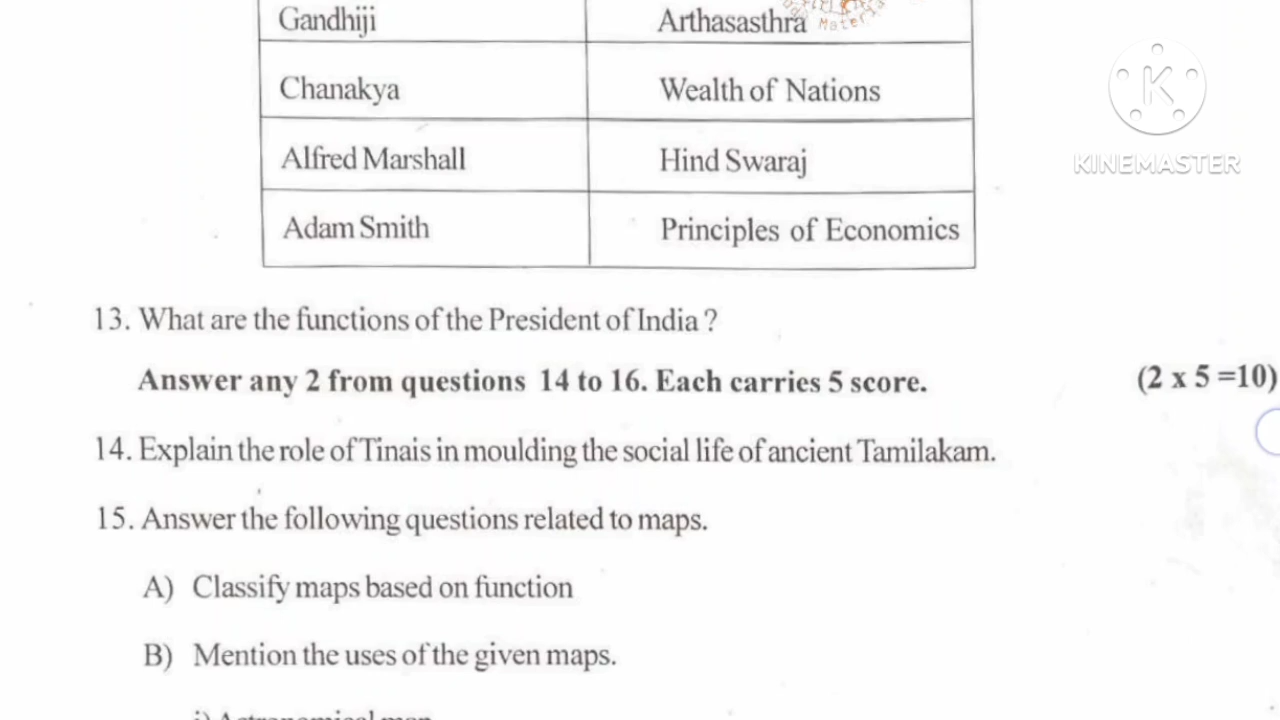 Gandhiji Arthasasthra
Materi
Chanakya Wealth of Nations
Alfred Marshall Hind Swaraj
Adam Smith Principles of Economics
K
KINEMASTER
13. What are the functions of the President of India ?
Answer any 2 from questions 14 to 16. Each carries 5 score. (2 x 5 =10)
14. Explain the role of Tinais in moulding the social life of ancient Tamilakam.
15. Answer the following questions related to maps.
A) Classify maps based on function
B) Mention the uses of the given maps.
i) Astronomical map